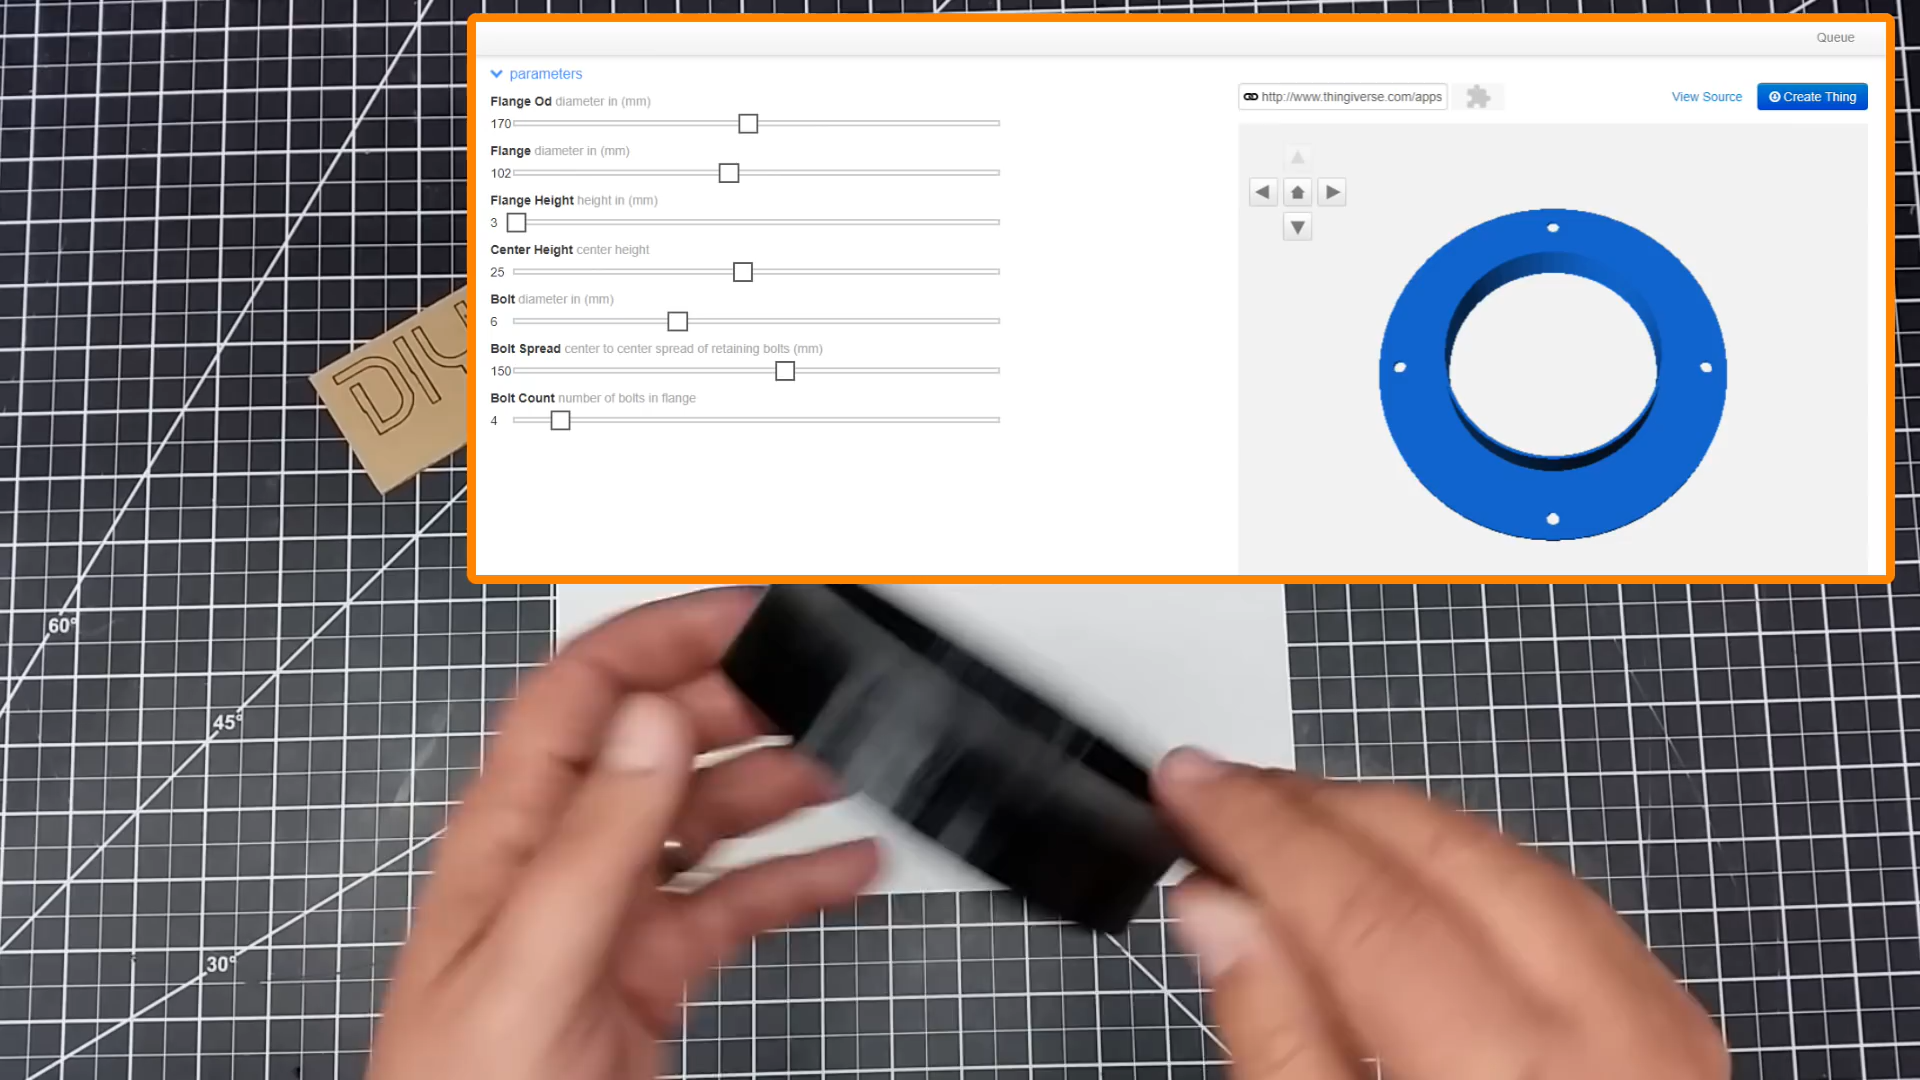 Queue
parameters
Flange Od diameter in (mm)
170
Flange diameter in (mm)
102
Flange Height height in (mm)
3
Center Height center height
25
Bolt diameter in (mm)
6
Bolt Spread center to center spread of retaining bolts (mm)
150
Bolt Count number of bolts in flange
4
http://www.thingiverse.com/apps
View Source
Create Thing
DIY
60°
45°
30°